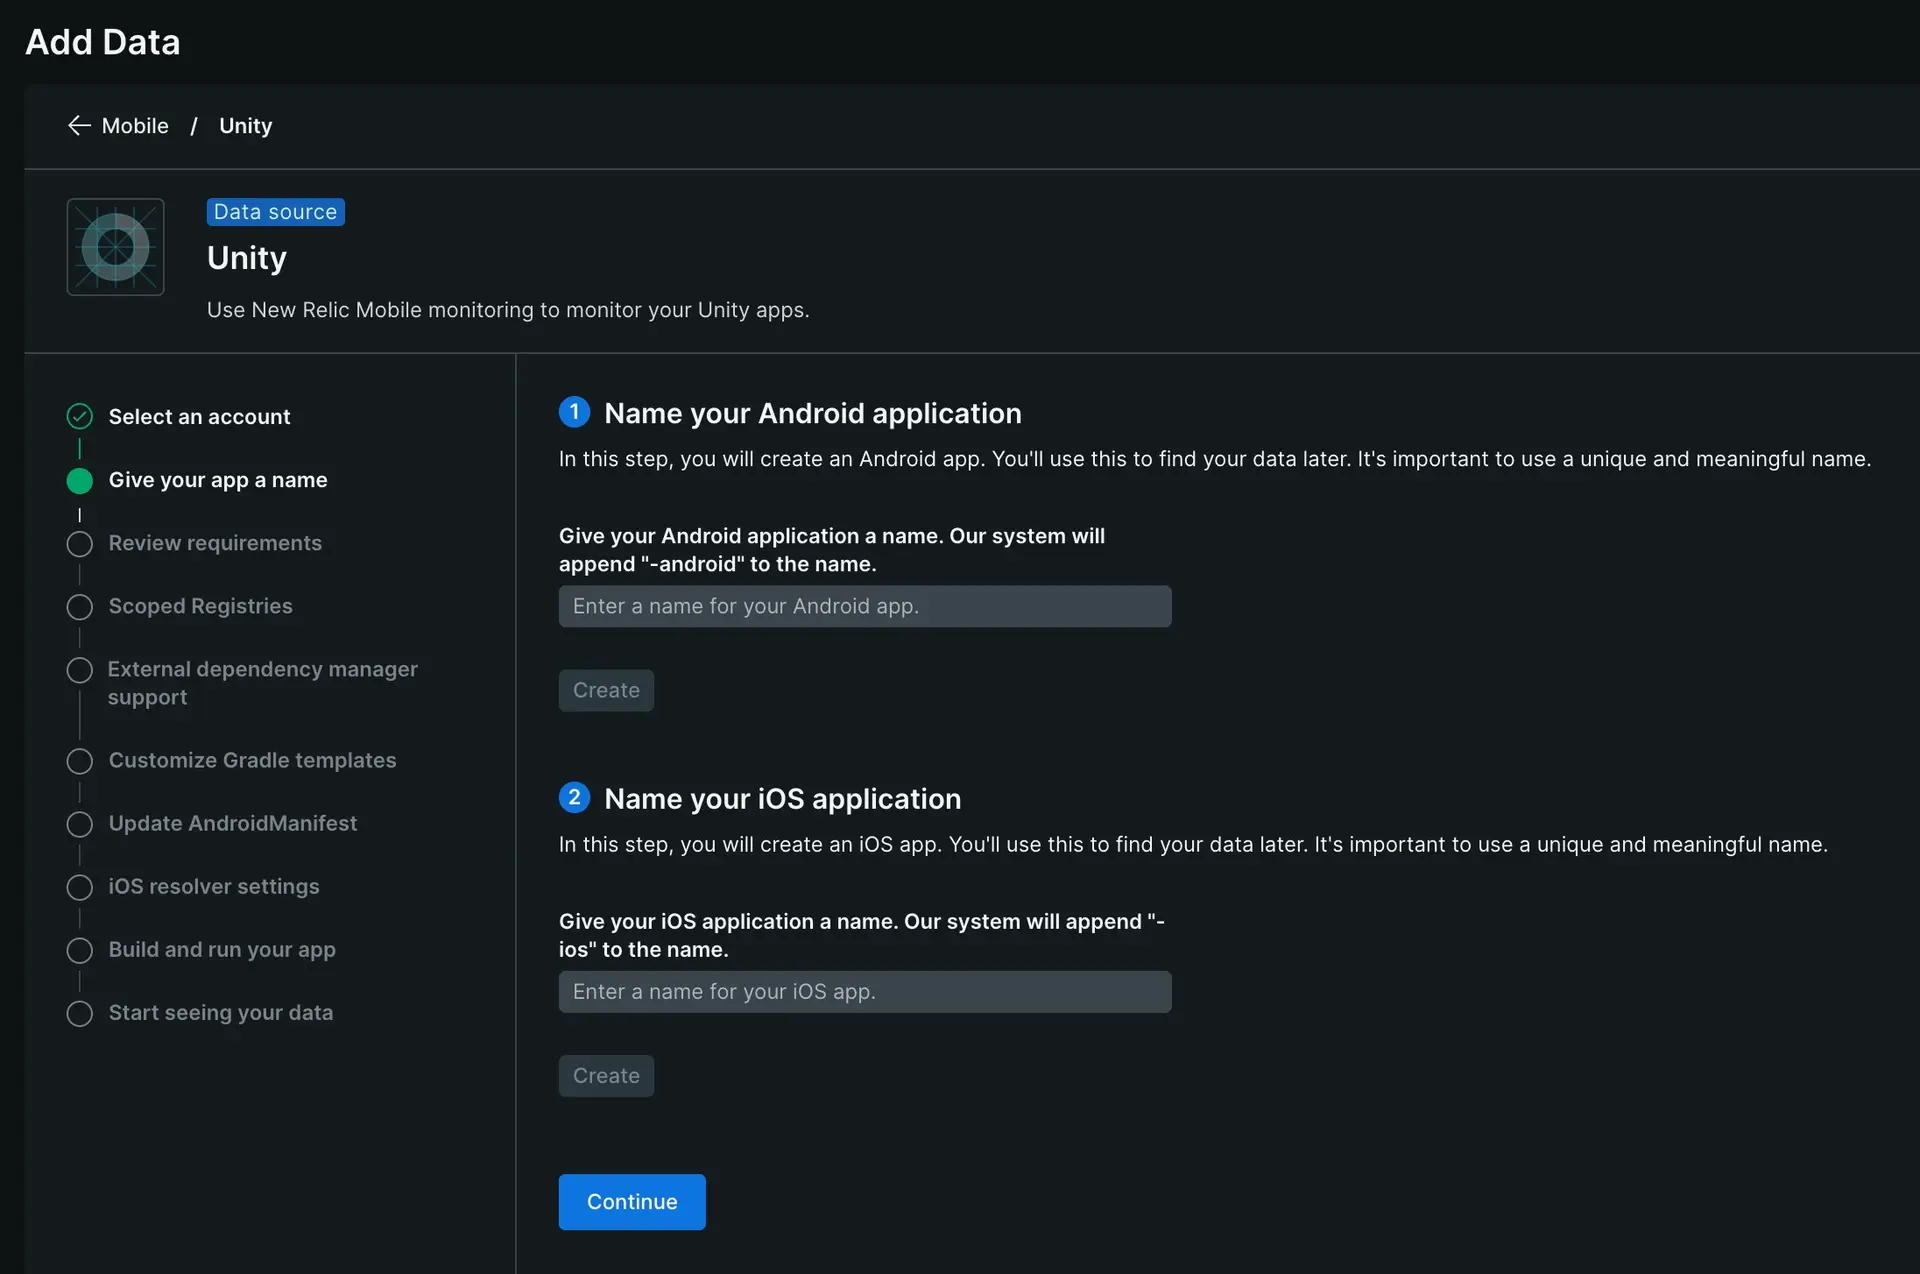 Add Data
← Mobile / Unity
Data source
Unity
Use New Relic Mobile monitoring to monitor your Unity apps.
Select an account
Give your app a name
Review requirements
Scoped Registries
External dependency manager
support
Customize Gradle templates
Update AndroidManifest
iOS resolver settings
Build and run your app
Start seeing your data
1 Name your Android application
In this step, you will create an Android app. You'll use this to find your data later. It's important to use a unique and meaningful name.
Give your Android application a name. Our system will
append "-android" to the name.
Enter a name for your Android app.
Create
2 Name your iOS application
In this step, you will create an iOS app. You'll use this to find your data later. It's important to use a unique and meaningful name.
Give your iOS application a name. Our system will append "-
ios" to the name.
Enter a name for your iOS app.
Create
Continue